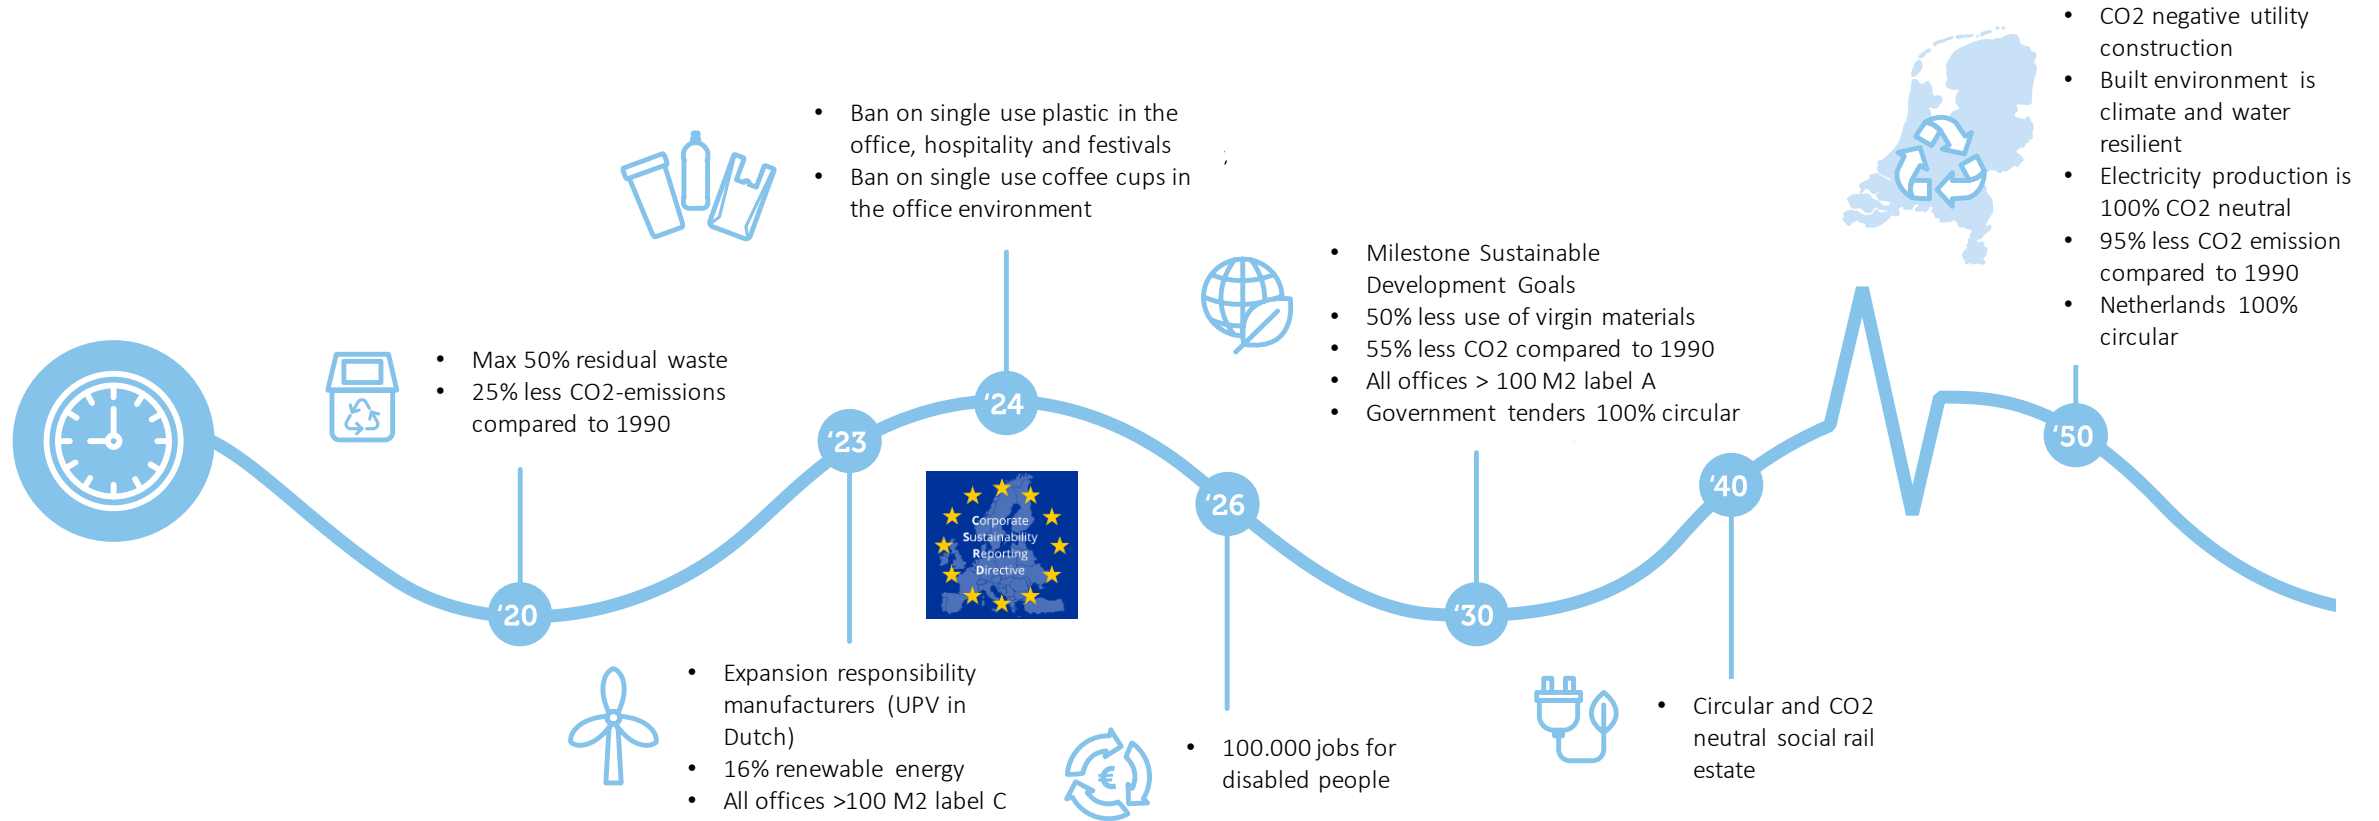 • Max 50% residual waste
• 25% less CO2-emissions
compared to 1990
'20
'23
• Expansion responsibility
manufacturers (UPV in
Dutch)
• 16% renewable energy
• All offices >100 M2 label C
• Ban on single use plastic in the
office, hospitality and festivals
• Ban on single use coffee cups in
the office environment
;
'24
Corporate
Sustainability
Reporting
Directive
'26
€
• 100.000 jobs for
disabled people
• Milestone Sustainable
Development Goals
• 50% less use of virgin materials
• 55% less CO2 compared to 1990
• All offices > 100 M2 label A
• Government tenders 100% circular
'30
'40
• Circular and CO2
neutral social rail
estate
• CO2 negative utility
construction
• Built environment is
climate and water
resilient
• Electricity production is
100% CO2 neutral
• 95% less CO2 emission
compared to 1990
• Netherlands 100%
circular
'50